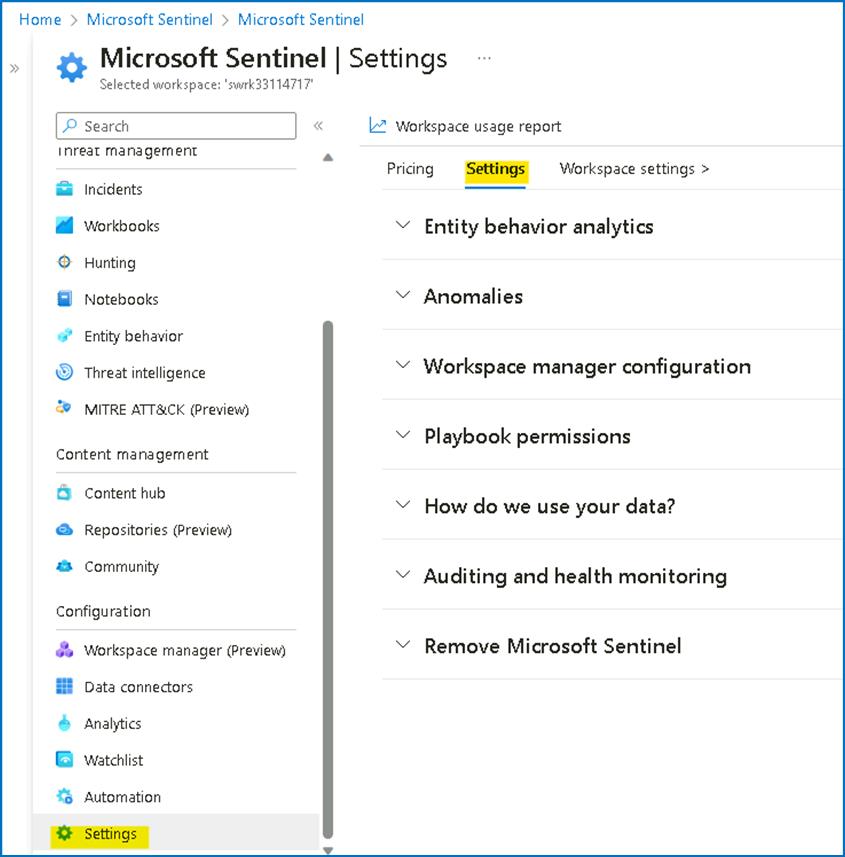 Home > Microsoft Sentinel > Microsoft Sentinel
»
Microsoft Sentinel | Settings ...
Selected workspace: 'swrk33114717'
Search
«
Threat management
Incidents
Workbooks
Hunting
Notebooks
Entity behavior
Threat intelligence
MITRE ATT&CK (Preview)
Content management
Content hub
Repositories (Preview)
Community
Configuration
Workspace manager (Preview)
Data connectors
Analytics
Watchlist
Automation
Settings
Workspace usage report
Pricing Settings Workspace settings >
Entity behavior analytics
Anomalies
Workspace manager configuration
Playbook permissions
How do we use your data?
Auditing and health monitoring
Remove Microsoft Sentinel